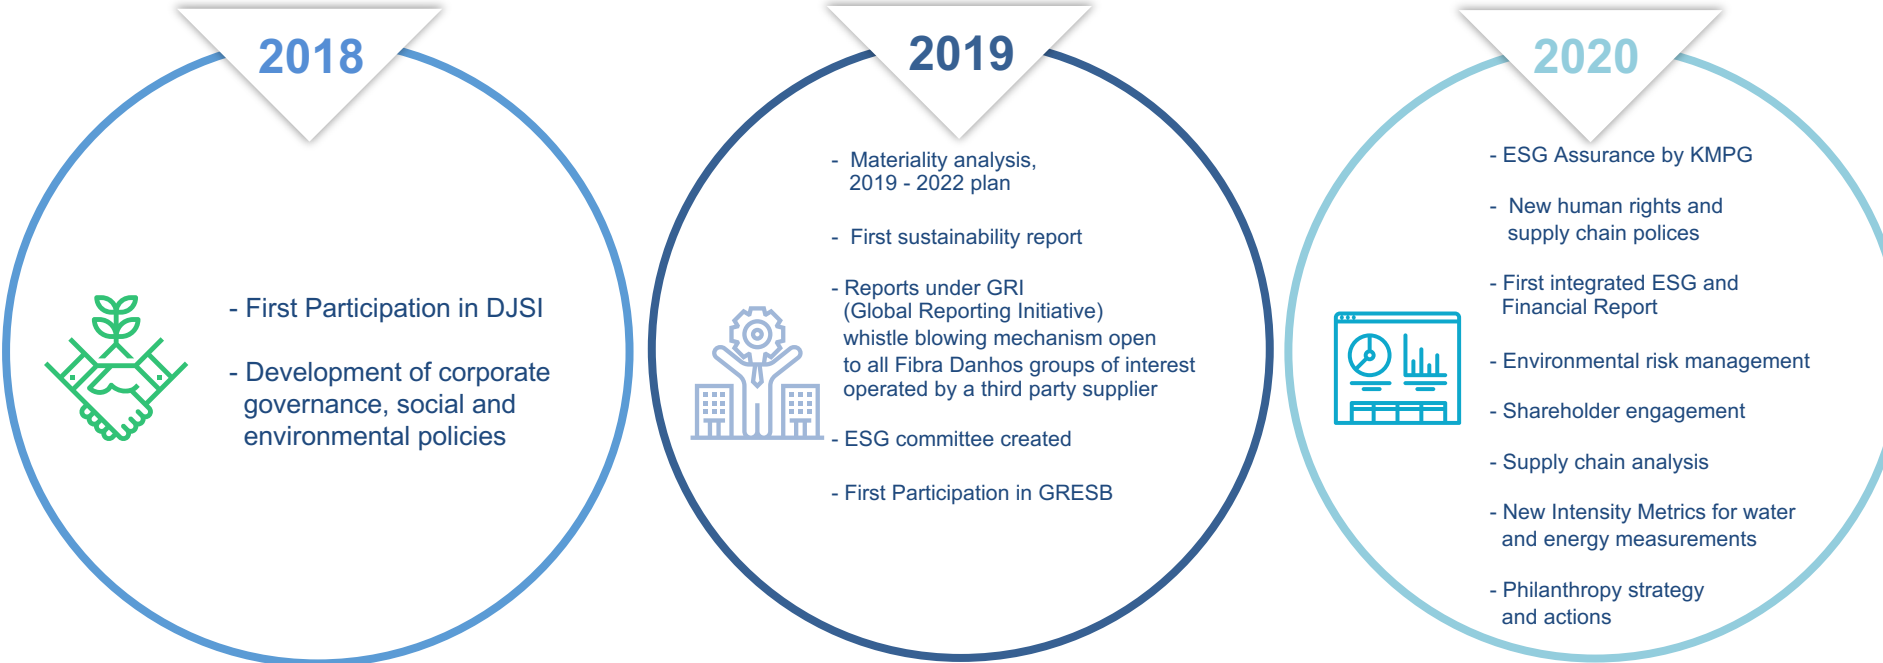 2018
- First Participation in DJSI
- Development of corporate
governance, social and
environmental policies
2019
- Materiality analysis,
2019 - 2022 plan
- First sustainability report
- Reports under GRI
(Global Reporting Initiative)
whistle blowing mechanism open
to all Fibra Danhos groups of interest
operated by a third party supplier
- ESG committee created
- First Participation in GRESB
2020
- ESG Assurance by KMPG
- New human rights and
supply chain polices
- First integrated ESG and
Financial Report
- Environmental risk management
- Shareholder engagement
- Supply chain analysis
- New Intensity Metrics for water
and energy measurements
- Philanthropy strategy
and actions